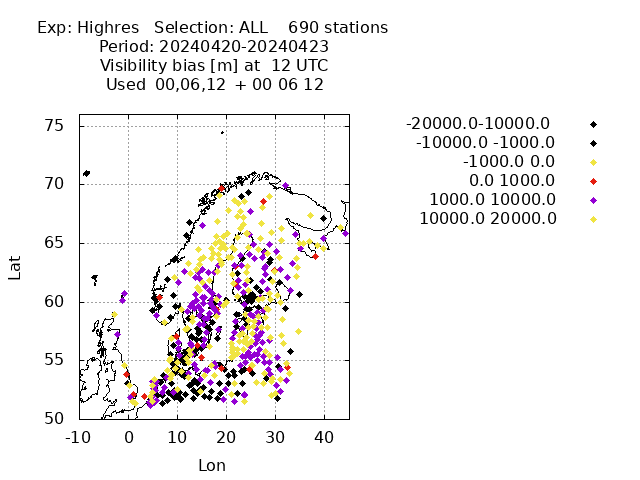 Exp: Highres   Selection: ALL    690 stations
Period: 20240420-20240423
Visibility bias [m] at  12 UTC
Used  00,06,12  + 00 06 12
-20000.0-10000.0
-10000.0 -1000.0
-1000.0 0.0
0.0 1000.0
1000.0 10000.0
10000.0 20000.0
75
70
65
60
55
50
Lat
-10 0 10 20 30 40
Lon